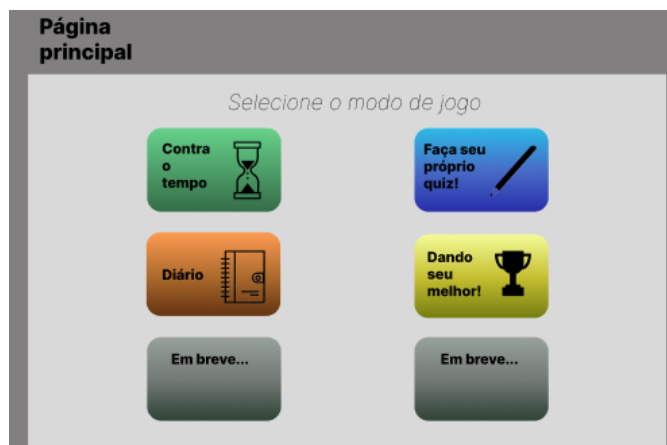 Página
principal
Selecione o modo de jogo
Contra
o
tempo
Faça seu
próprio
quiz!
Diário
Dando
seu
melhor!
Em breve...
Em breve...